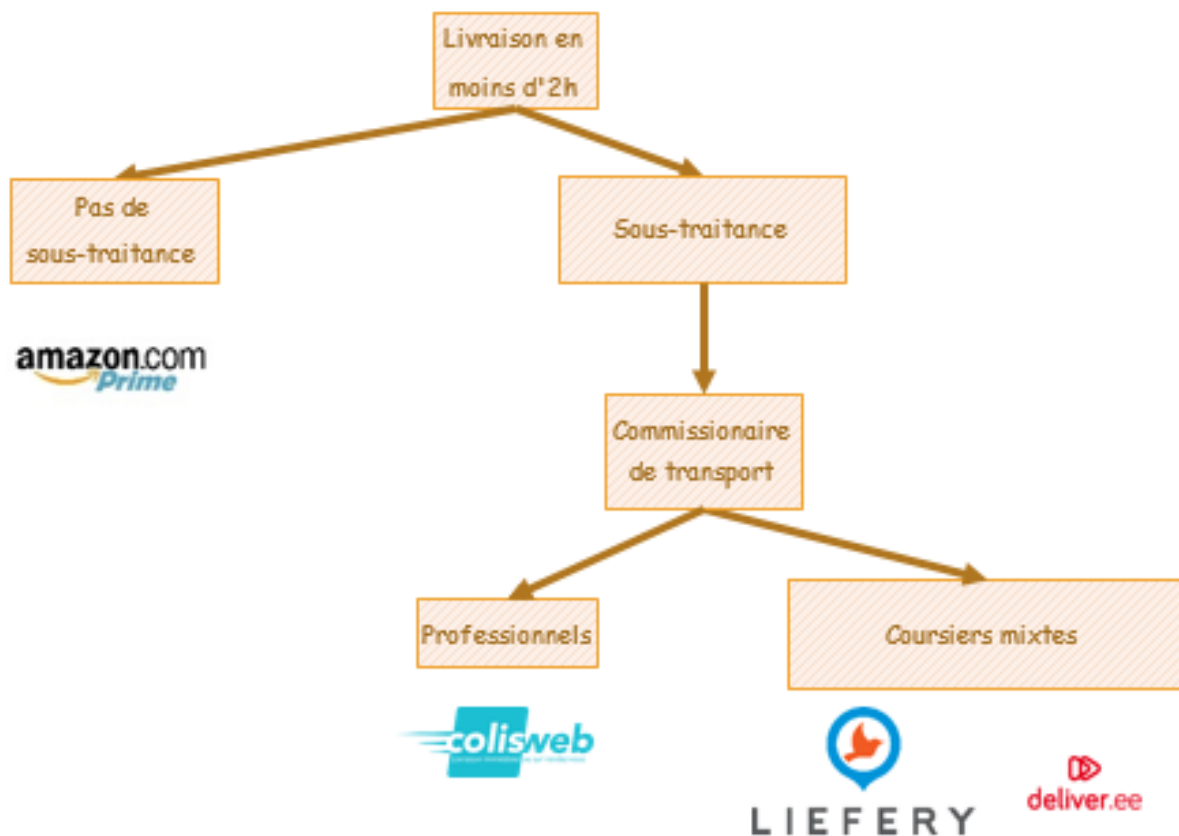 Livraison en
moins d'2h
Pas de
sous-traitance
Sous-traitance
amazon.com
Prime
Commissionaire
de transport
Professionnels
Coursiers mixtes
colisweb
LIEFERY
deliver.ee